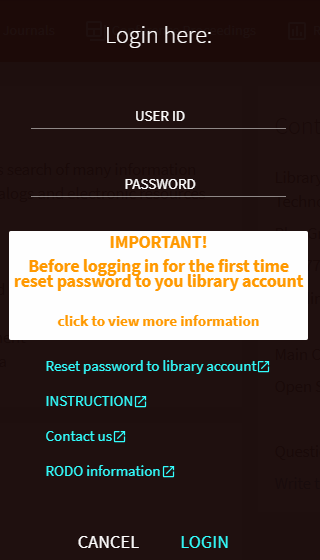 Login here:
USER ID
PASSWORD
IMPORTANT!
Before logging in for the first time
reset password to you library account
click to view more information
Reset password to library account
INSTRUCTION
Contact us
RODO information
CANCEL
LOGIN